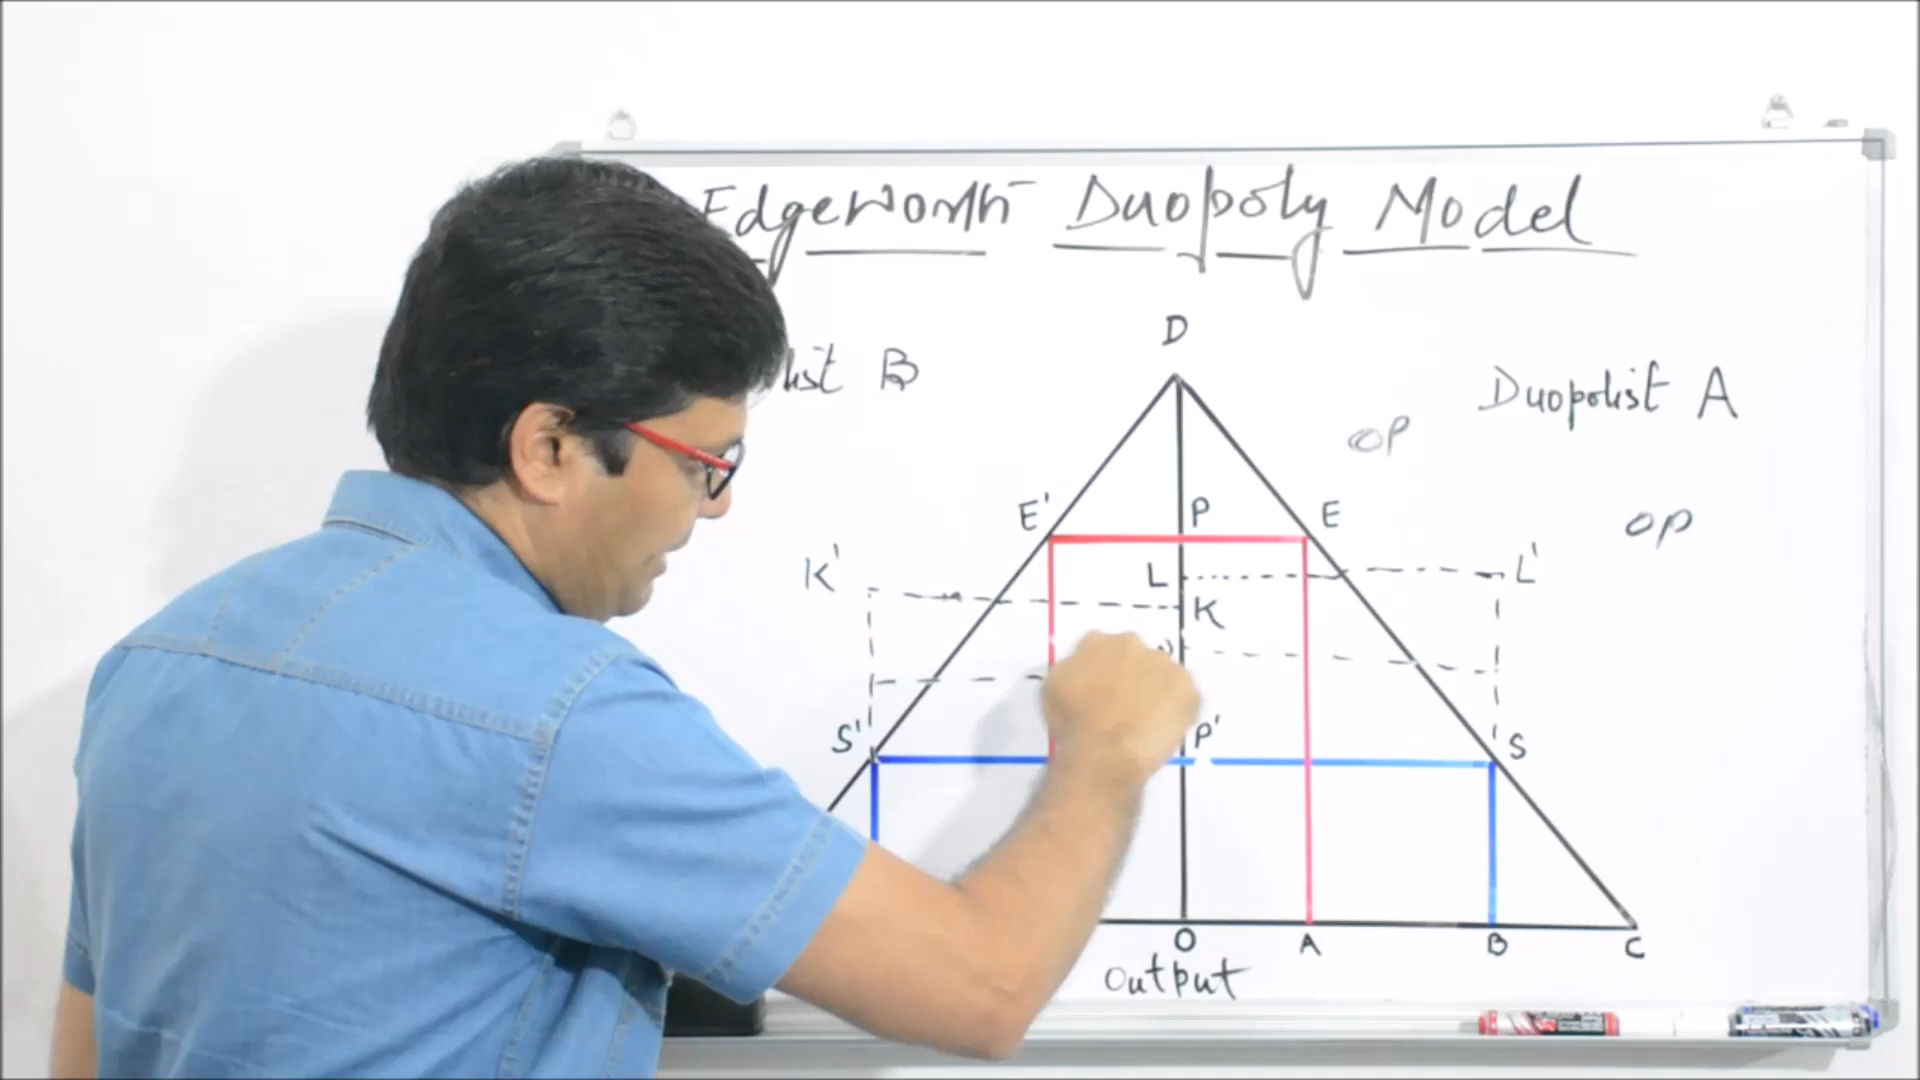 Edgeworth Duopoly Model
D
B
Duopolist A
OP
E' P E
OP
K' L L'
K
S' P' S
O A B C
Output